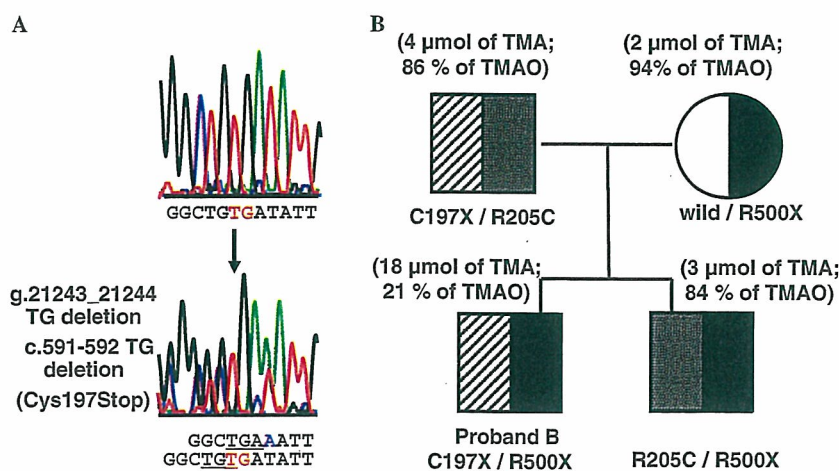 A
GGCTGTGATATT
g.21243_21244
TG deletion
c.591-592 TG
deletion
(Cys197Stop)
GGCTGAAATT
GGCTGTGATATT
B
(4 µmol of TMA;
86 % of TMAO)
(2 µmol of TMA;
94% of TMAO)
C197X / R205C
wild / R500X
(18 µmol of TMA;
21 % of TMAO)
(3 µmol of TMA;
84 % of TMAO)
Proband B
C197X / R500X
R205C / R500X